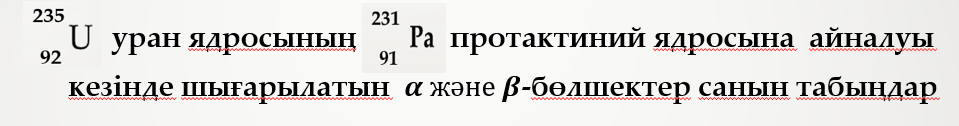 ²³⁵₉₂U уран ядросының ²³¹₉₁Pa протактиний ядросына айналуы
кезінде шығарылатын α және β-бөлшектер санын табыңдар